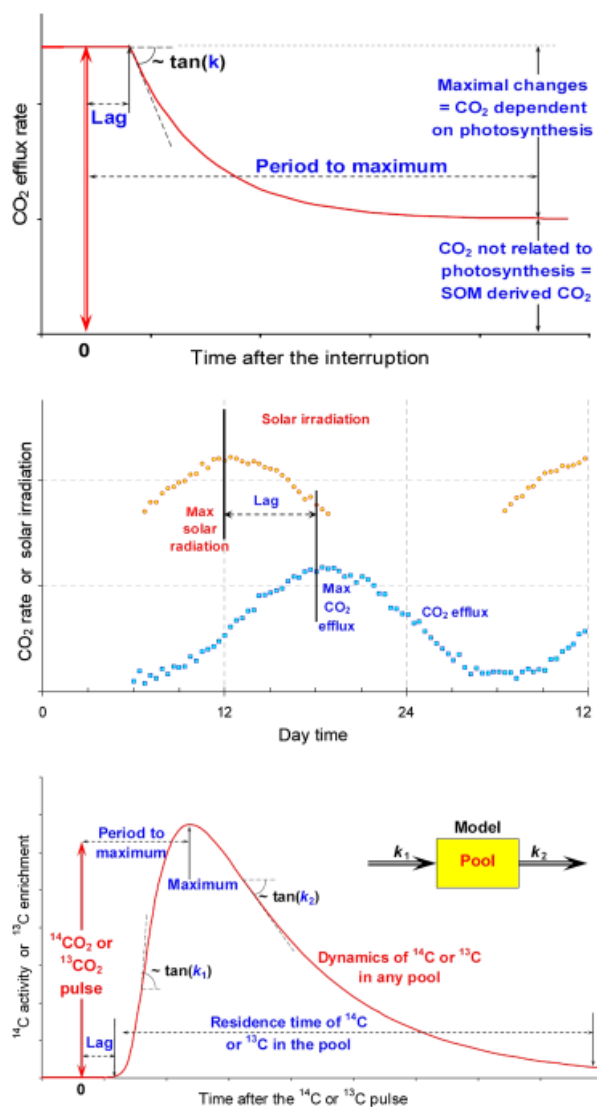 ~ tan(k)
Lag
Maximal changes
= CO₂ dependent
on photosynthesis
Period to maximum
CO₂ not related to
photosynthesis =
SOM derived CO₂
CO₂ efflux rate
0
Time after the interruption
Solar irradiation
Lag
Max
solar
radiation
Max
CO₂
efflux
CO₂ efflux
CO₂ rate or solar irradiation
0
12
24
12
Day time
Model
k₁
Pool
k₂
Period to
maximum
Maximum
~ tan(k₂)
¹⁴CO₂ or
¹³CO₂
pulse
~ tan(k₁)
Dynamics of ¹⁴C or ¹³C
in any pool
Residence time of ¹⁴C
or ¹³C in the pool
Lag
¹⁴C activity or ¹³C enrichment
0
Time after the ¹⁴C or ¹³C pulse